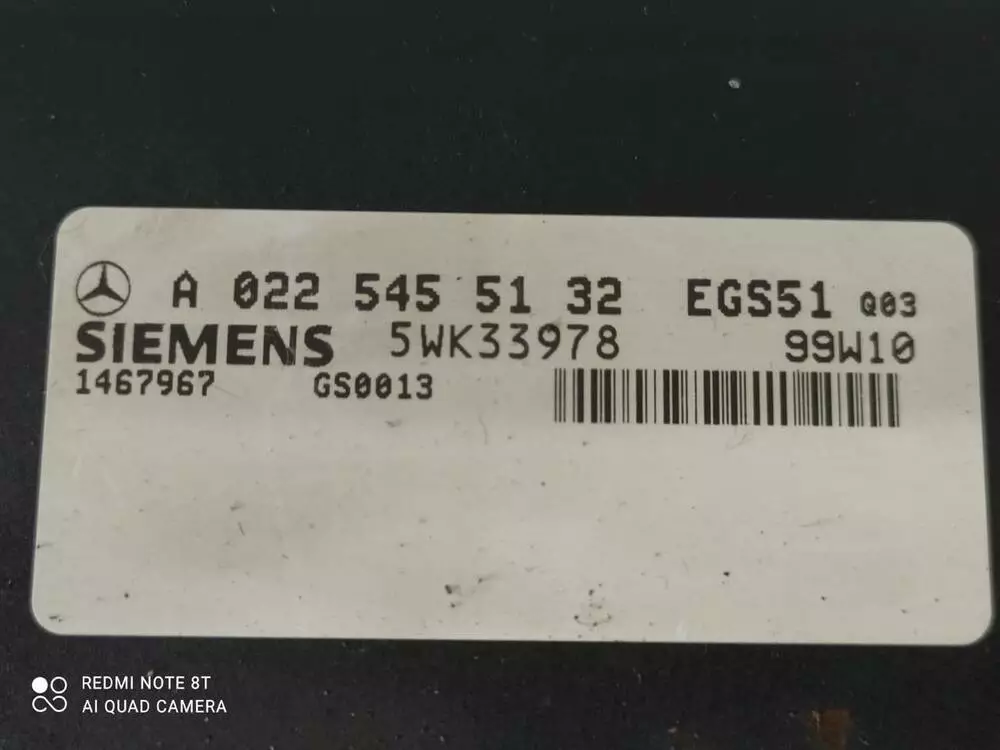 A 022 545 51 32 EGS51 Q03
SIEMENS 5WK33978 99W10
1467967 GS0013
REDMI NOTE 8T
AI QUAD CAMERA